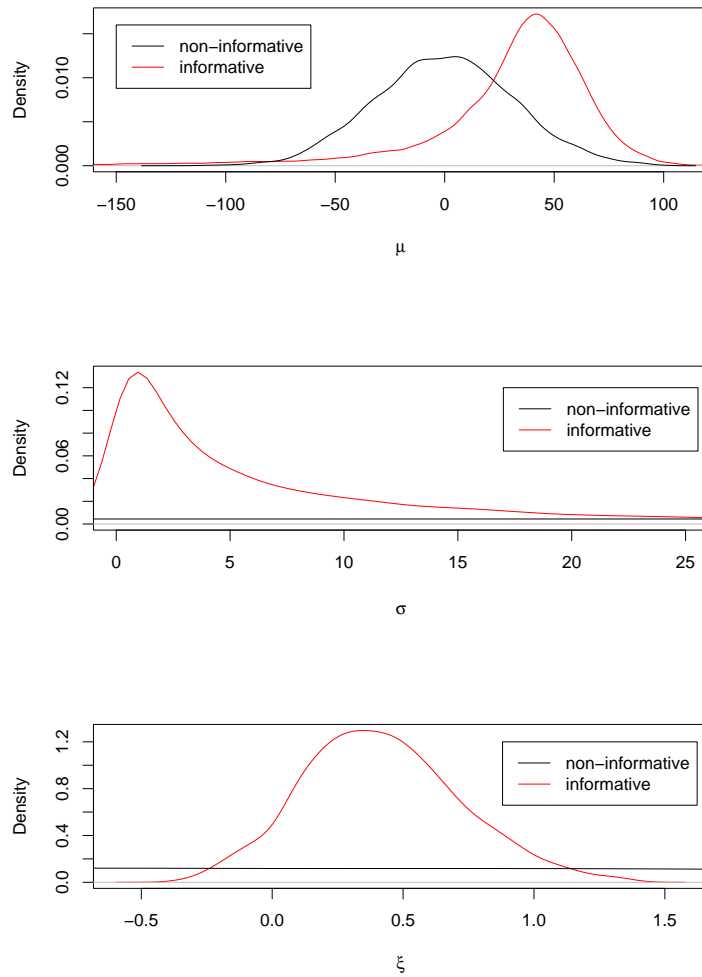 Density
0.000
0.010
non−informative
informative
−150
−100
−50
0
50
100
μ
Density
0.00
0.06
0.12
non−informative
informative
0
5
10
15
20
25
σ
Density
0.0
0.4
0.8
1.2
non−informative
informative
−0.5
0.0
0.5
1.0
1.5
ξ